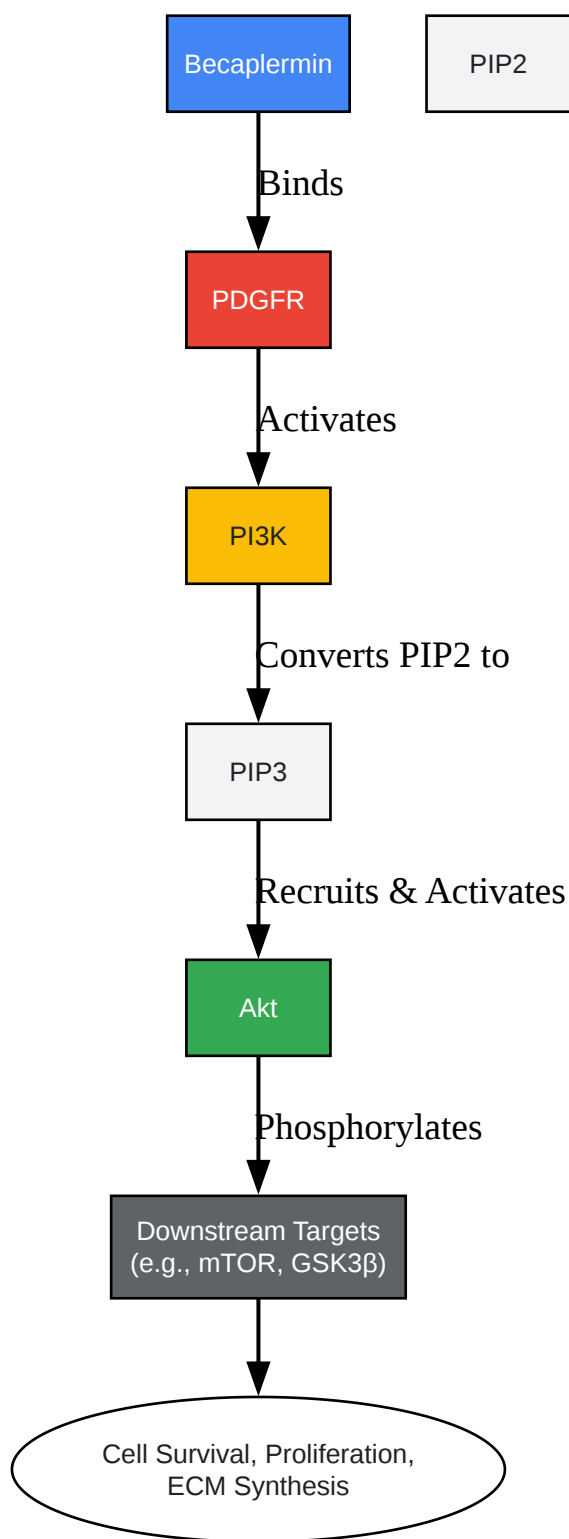 Becaplermin
PIP2
Binds
PDGFR
Activates
PI3K
Converts PIP2 to
PIP3
Recruits & Activates
Akt
Phosphorylates
Downstream Targets
(e.g., mTOR, GSK3β)
Cell Survival, Proliferation,
ECM Synthesis